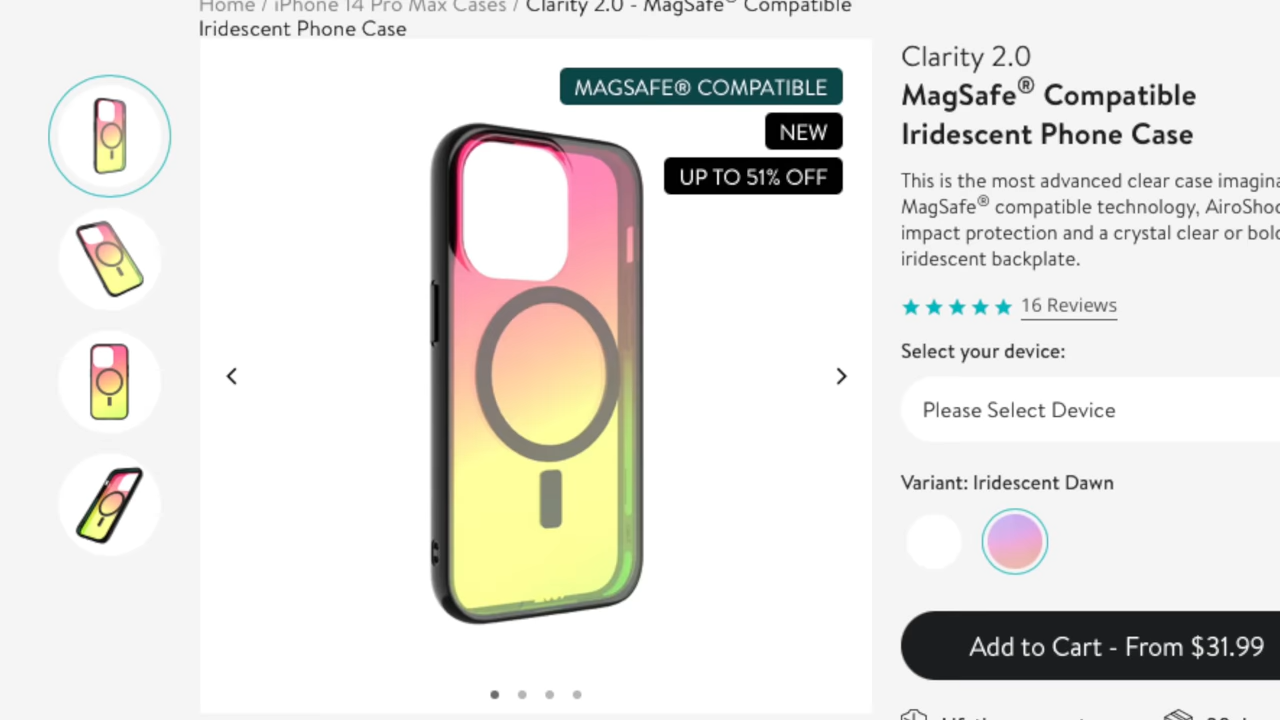 Home / iPhone 14 Pro Max Cases / Clarity 2.0 - MagSafe® Compatible
Iridescent Phone Case
MAGSAFE® COMPATIBLE
NEW
UP TO 51% OFF
Clarity 2.0
MagSafe® Compatible
Iridescent Phone Case
This is the most advanced clear case
MagSafe® compatible technology,
impact protection and a crystal clear or
iridescent backplate.
16 Reviews
Select your device:
Please Select Device
Variant: Iridescent Dawn
Add to Cart - From $31.99